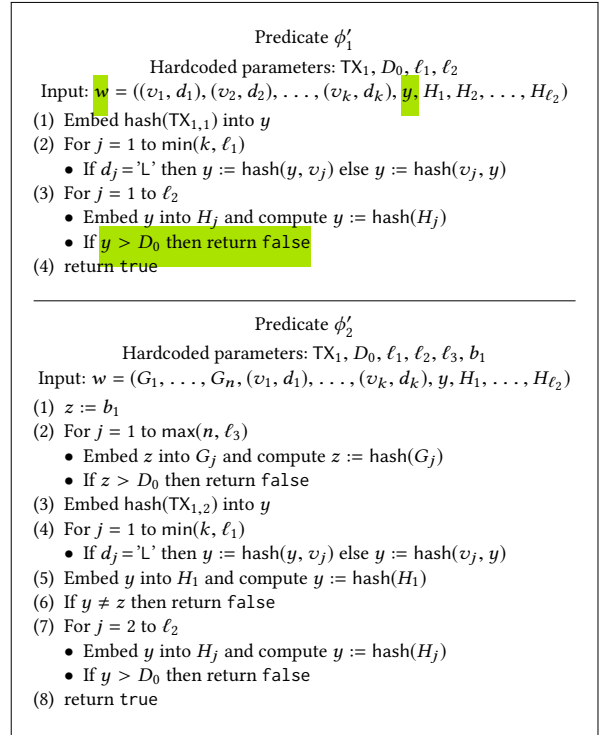 Predicate ϕ′₁
Hardcoded parameters: TX₁, D₀, ℓ₁, ℓ₂
Input: w = ((v₁, d₁), (v₂, d₂), . . . , (vₖ, dₖ), y, H₁, H₂, . . . , H_ℓ₂)
(1) Embed hash(TX₁,₁) into y
(2) For j = 1 to min(k, ℓ₁)
• If dⱼ ='L' then y := hash(y, vⱼ) else y := hash(vⱼ, y)
(3) For j = 1 to ℓ₂
• Embed y into Hⱼ and compute y := hash(Hⱼ)
• If y > D₀ then return false
(4) return true
Predicate ϕ′₂
Hardcoded parameters: TX₁, D₀, ℓ₁, ℓ₂, ℓ₃, b₁
Input: w = (G₁, . . . , Gₙ, (v₁, d₁), . . . , (vₖ, dₖ), y, H₁, . . . , H_ℓ₂)
(1) z := b₁
(2) For j = 1 to max(n, ℓ₃)
• Embed z into Gⱼ and compute z := hash(Gⱼ)
• If z > D₀ then return false
(3) Embed hash(TX₁,₂) into y
(4) For j = 1 to min(k, ℓ₁)
• If dⱼ ='L' then y := hash(y, vⱼ) else y := hash(vⱼ, y)
(5) Embed y into H₁ and compute y := hash(H₁)
(6) If y ≠ z then return false
(7) For j = 2 to ℓ₂
• Embed y into Hⱼ and compute y := hash(Hⱼ)
• If y > D₀ then return false
(8) return true